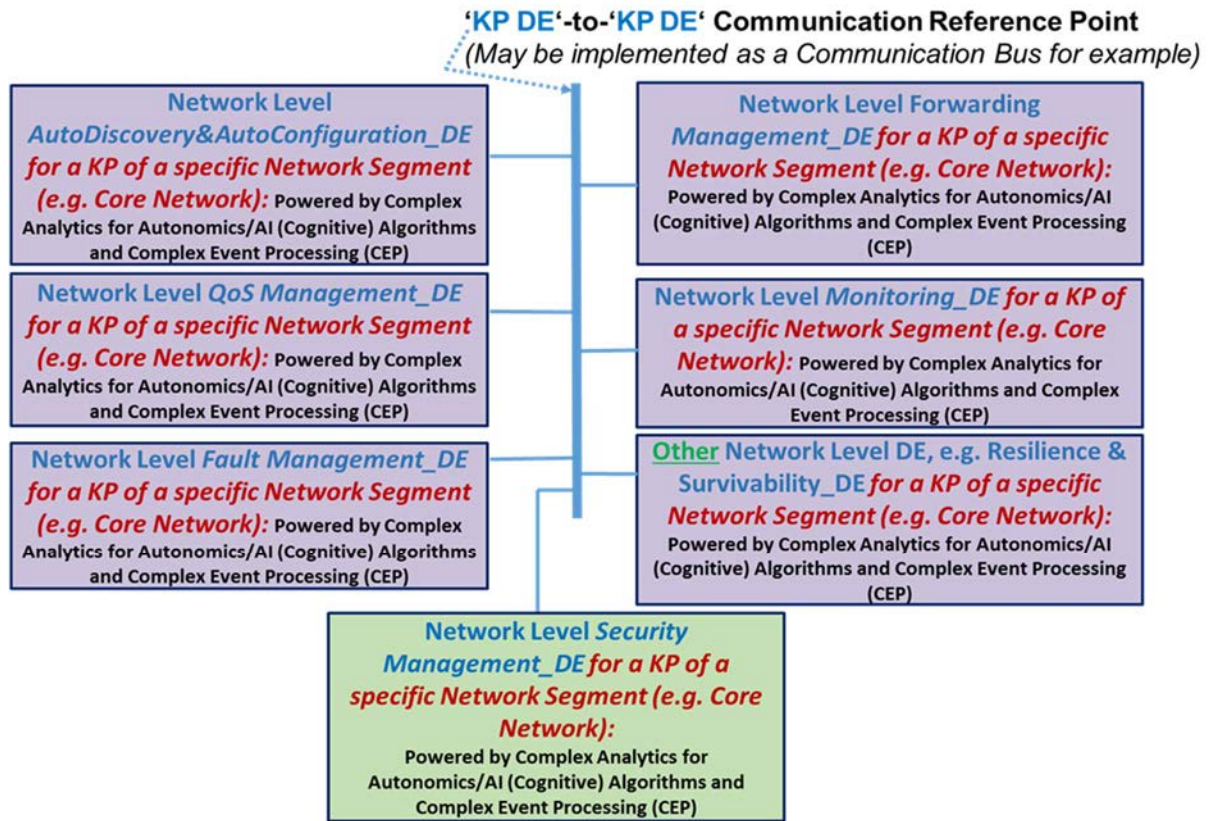 ‘KP DE‘-to-‘KP DE‘ Communication Reference Point
(May be implemented as a Communication Bus for example)
Network Level
AutoDiscovery&AutoConfiguration_DE
for a KP of a specific Network Segment
(e.g. Core Network): Powered by Complex
Analytics for Autonomics/AI (Cognitive) Algorithms
and Complex Event Processing (CEP)
Network Level Forwarding
Management_DE for a KP of a specific
Network Segment (e.g. Core Network):
Powered by Complex Analytics for Autonomics/AI
(Cognitive) Algorithms and Complex Event Processing
(CEP)
Network Level QoS Management_DE
for a KP of a specific Network Segment
(e.g. Core Network): Powered by Complex
Analytics for Autonomics/AI (Cognitive) Algorithms
and Complex Event Processing (CEP)
Network Level Monitoring_DE for a KP of
a specific Network Segment (e.g. Core
Network): Powered by Complex Analytics for
Autonomics/AI (Cognitive) Algorithms and Complex
Event Processing (CEP)
Network Level Fault Management_DE
for a KP of a specific Network Segment
(e.g. Core Network): Powered by Complex
Analytics for Autonomics/AI (Cognitive) Algorithms
and Complex Event Processing (CEP)
Other Network Level DE, e.g. Resilience &
Survivability_DE for a KP of a specific
Network Segment (e.g. Core Network):
Powered by Complex Analytics for Autonomics/AI
(Cognitive) Algorithms and Complex Event Processing
(CEP)
Network Level Security
Management_DE for a KP of a
specific Network Segment (e.g. Core
Network):
Powered by Complex Analytics for
Autonomics/AI (Cognitive) Algorithms and
Complex Event Processing (CEP)